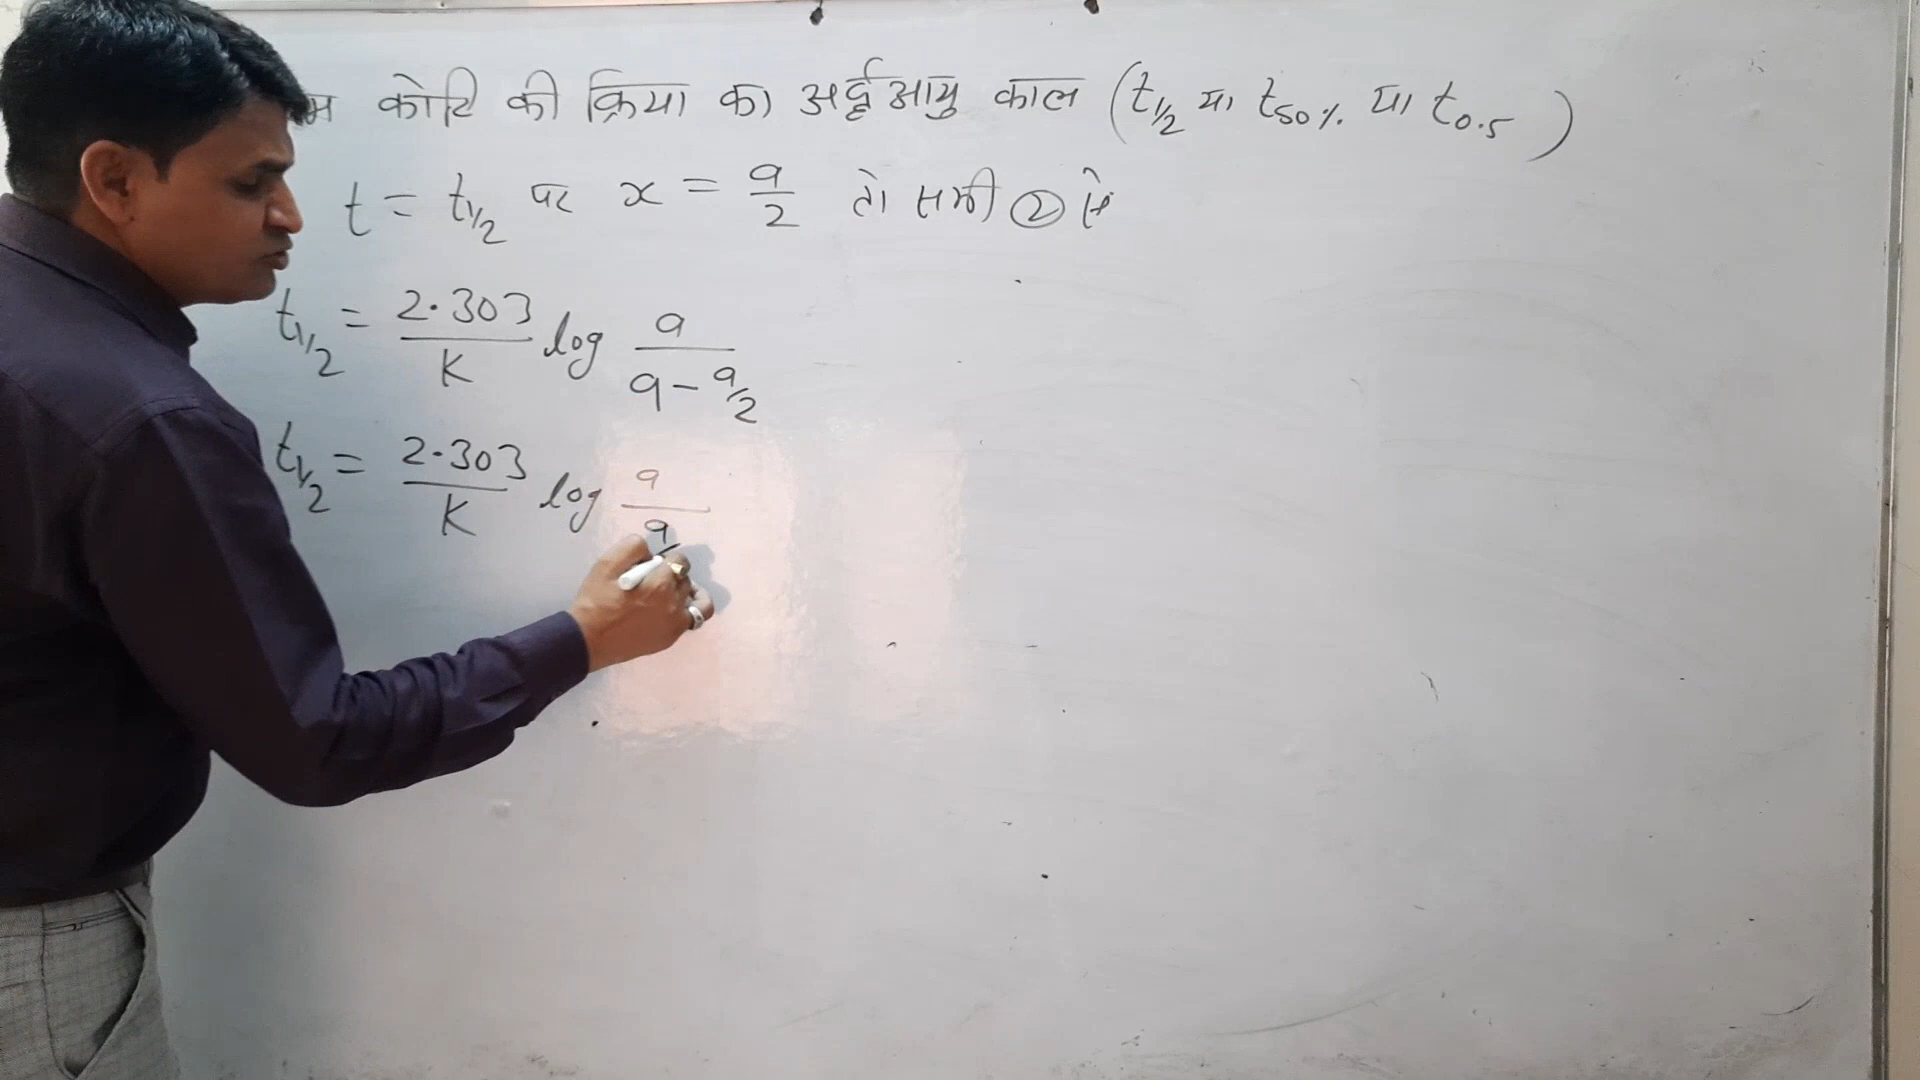 म कोटि की क्रिया का अर्द्ध आयु काल (t1/2 या t50%. या t0.5)
t = t1/2 पर x = a/2 तो समी ② से
t1/2 = 2.303/K log a/(a - a/2)
t1/2 = 2.303/K log a/a/